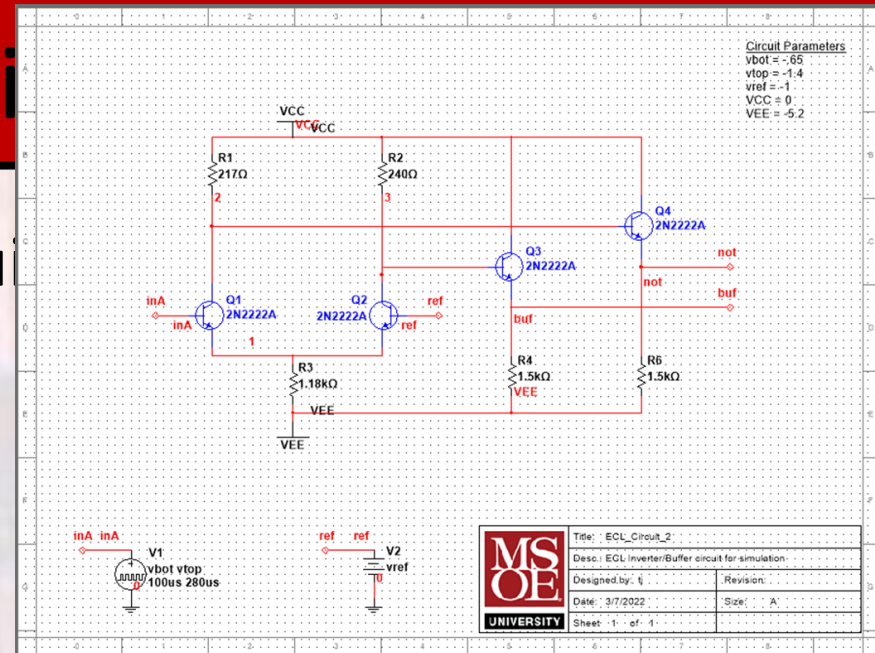 Circuit Parameters
vbot = -.65
vtop = -1.4
vref = -1
VCC = 0
VEE = -5.2
VCC
VCC
VCC
R1
217Ω
2
R2
240Ω
3
Q4
2N2222A
Q3
2N2222A
not
not
inA
Q1
2N2222A
inA
Q2
2N2222A
ref
ref
buf
buf
1
R3
1.18kΩ
R4
1.5kΩ
VEE
R6
1.5kΩ
VEE
VEE
inA inA
V1
vbot vtop
100us 280us
0
ref ref
V2
vref
0
MS
OE
UNIVERSITY
Title: ECL_Circuit_2
Desc.: ECL Inverter/Buffer circuit for simulation
Designed by: tj
Revision:
Date: 3/7/2022
Size: A
Sheet 1 of 1